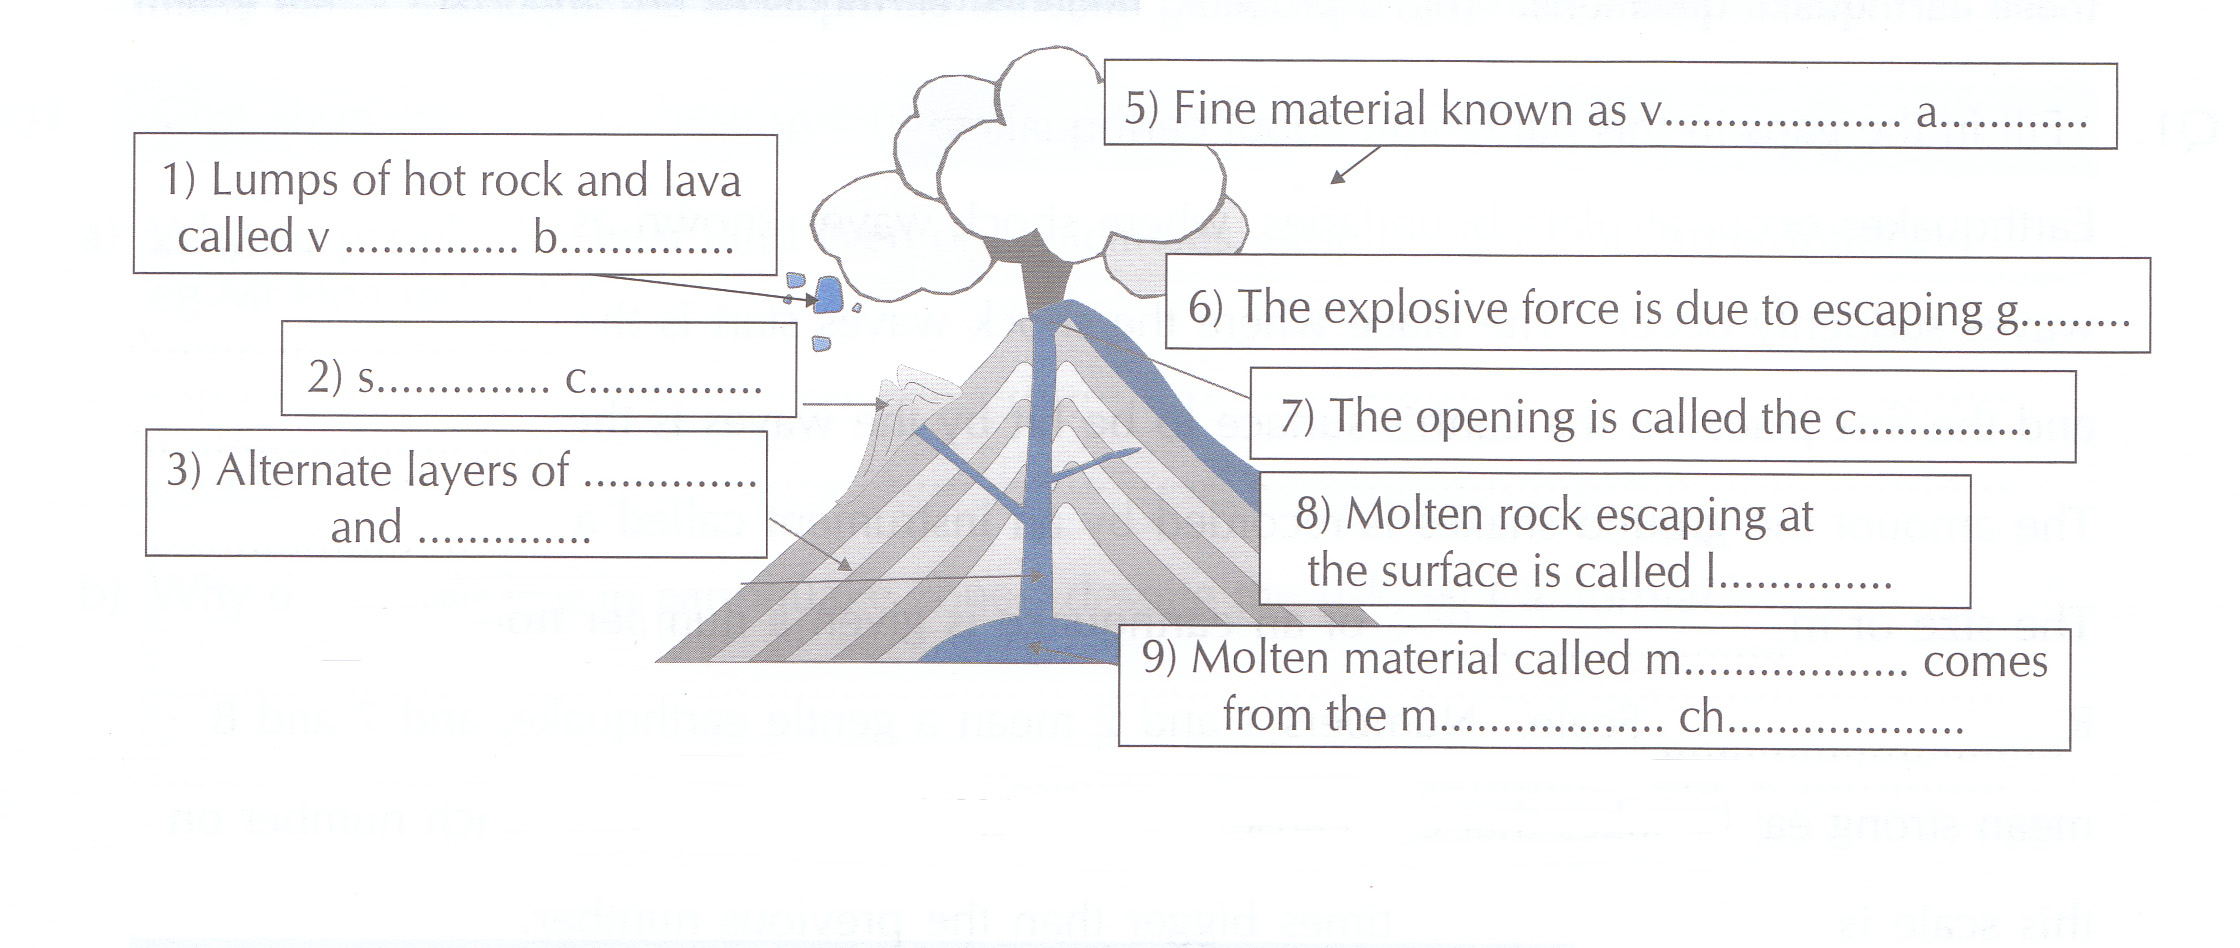 5) Fine material known as v................... a............
1) Lumps of hot rock and lava
called v .............. b..............
6) The explosive force is due to escaping g.........
2) s.............. c..............
7) The opening is called the c..............
3) Alternate layers of ..............
and ..............
8) Molten rock escaping at
the surface is called l..............
9) Molten material called m.................. comes
from the m.................. ch...................